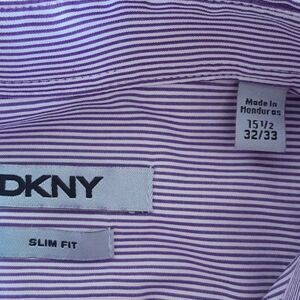 Made In
Honduras
15 1/2
32/33
DKNY
SLIM FIT